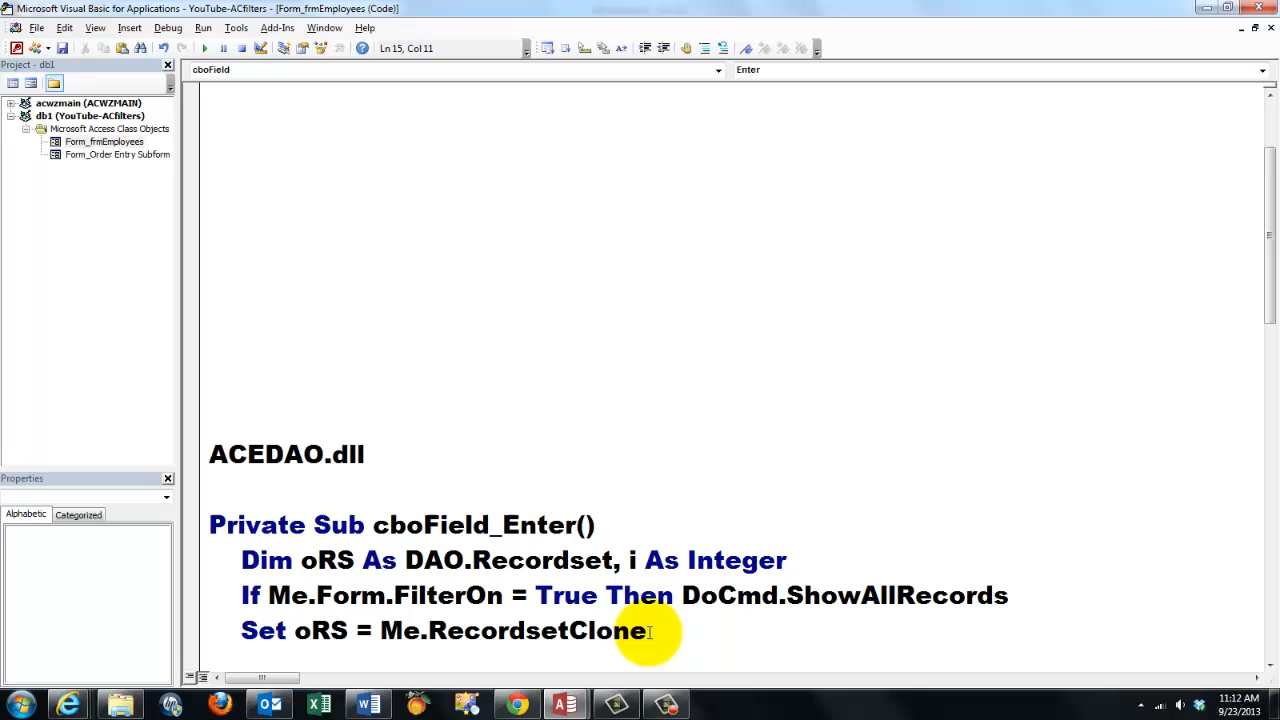 Microsoft Visual Basic for Applications - YouTube-ACfilters - [Form_frmEmployees (Code)]
File Edit View Insert Debug Run Tools Add-Ins Window Help
Ln 15, Col 11
Project - db1
cboField
Enter
acwzmain (ACWZMAIN)
db1 (YouTube-ACfilters)
Microsoft Access Class Objects
Form_frmEmployees
Form_Order Entry Subform
ACEDAO.dll
Properties
Alphabetic Categorized
Private Sub cboField_Enter()
Dim oRS As DAO.Recordset, i As Integer
If Me.Form.FilterOn = True Then DoCmd.ShowAllRecords
Set oRS = Me.RecordsetClone
11:12 AM
9/23/2013